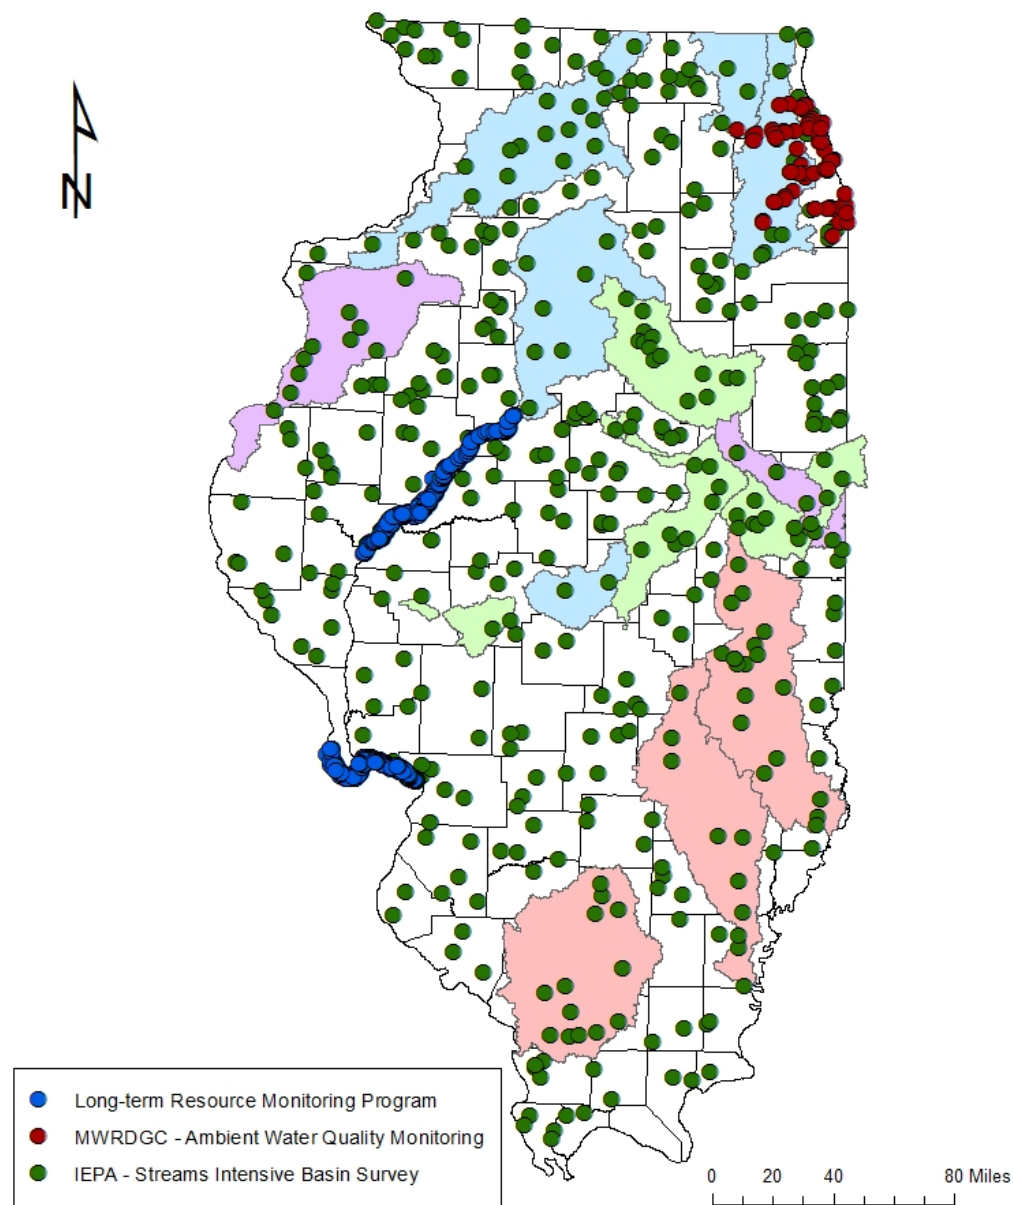 N
Long-term Resource Monitoring Program
MWRDGC - Ambient Water Quality Monitoring
IEPA - Streams Intensive Basin Survey
0 20 40 80 Miles